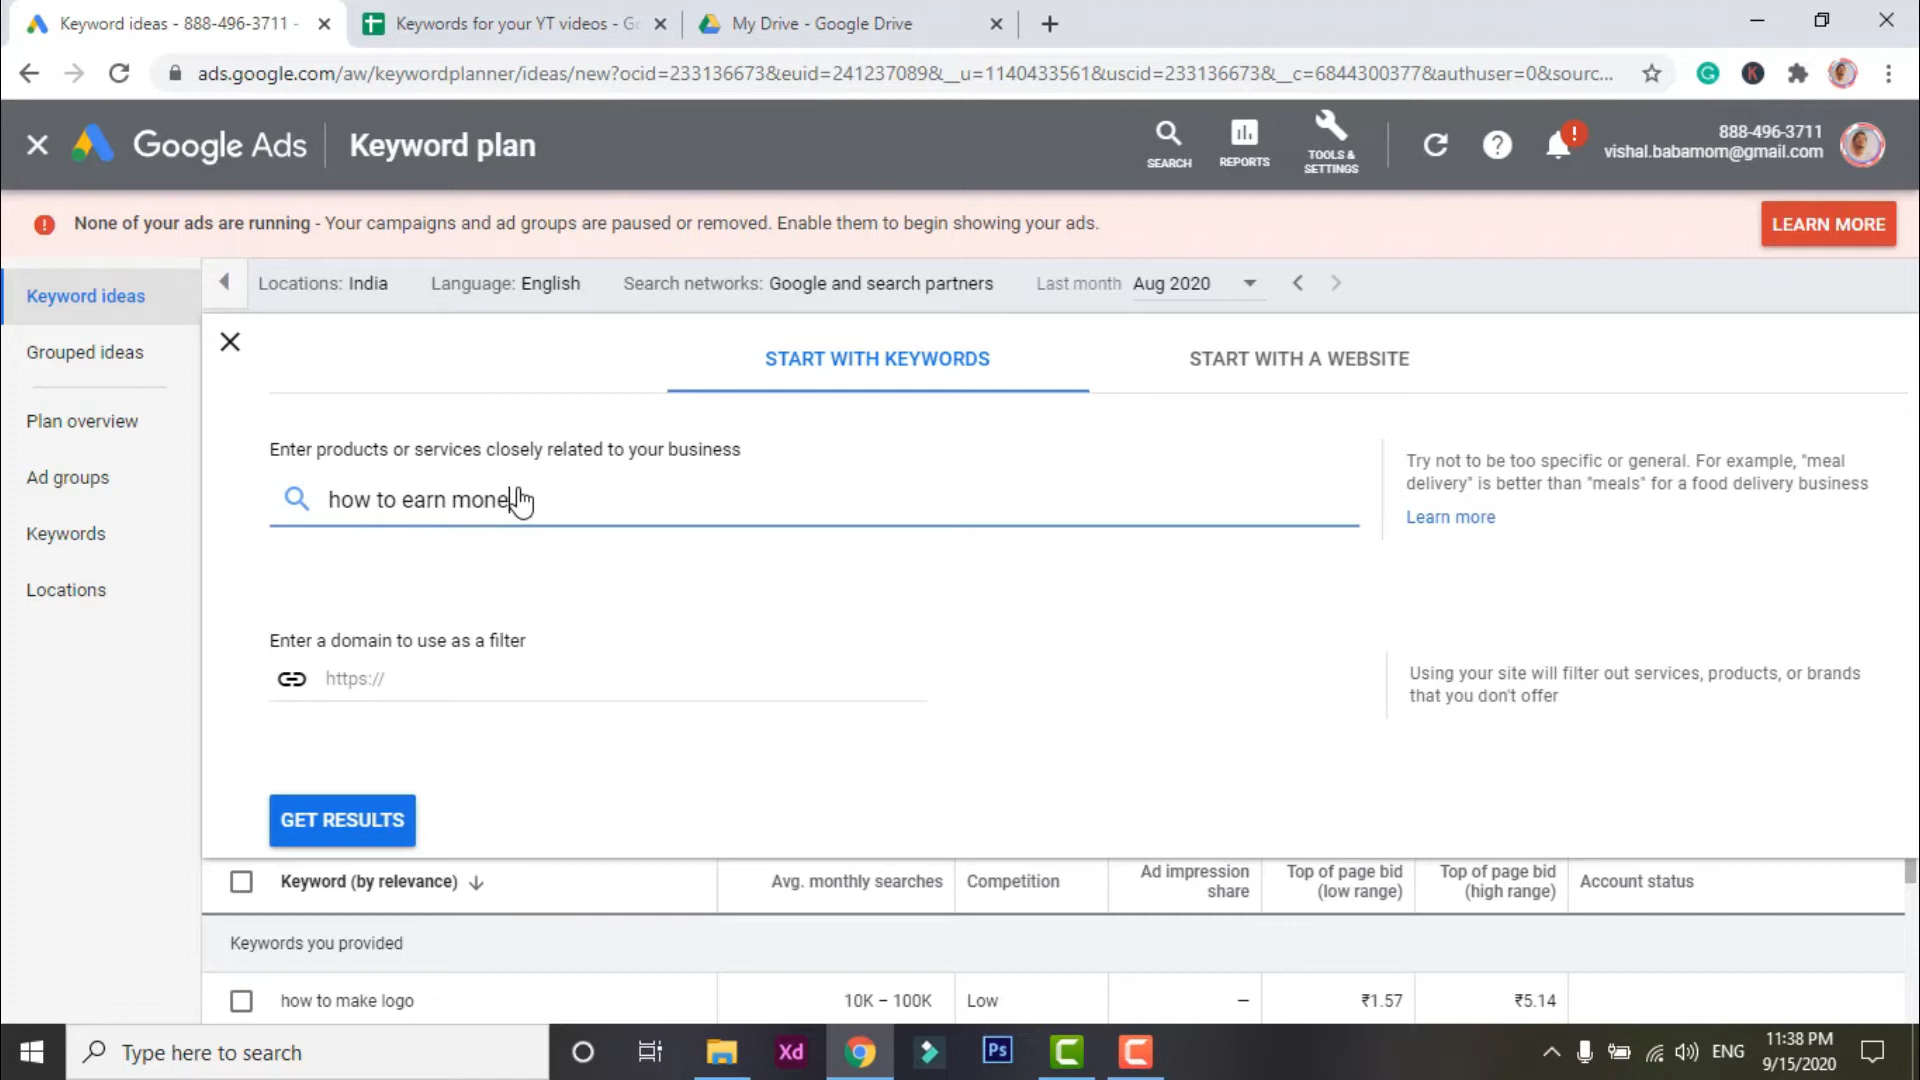 Keyword ideas - 888-496-3711 -
Keywords for your YT videos - Go
My Drive - Google Drive
ads.google.com/aw/keywordplanner/ideas/new?ocid=233136673&euid=241237089&__u=1140433561&uscid=233136673&__c=6844300377&authuser=0&sourc...
Google Ads
Keyword plan
SEARCH
REPORTS
TOOLS &
SETTINGS
888-496-3711
vishal.babamom@gmail.com
None of your ads are running - Your campaigns and ad groups are paused or removed. Enable them to begin showing your ads.
LEARN MORE
Keyword ideas
Grouped ideas
Plan overview
Ad groups
Keywords
Locations
Locations: India
Language: English
Search networks: Google and search partners
Last month Aug 2020
START WITH KEYWORDS
START WITH A WEBSITE
Enter products or services closely related to your business
how to earn mone
Try not to be too specific or general. For example, "meal
delivery" is better than "meals" for a food delivery business
Learn more
Enter a domain to use as a filter
https://
Using your site will filter out services, products, or brands
that you don't offer
GET RESULTS
Keyword (by relevance)
Avg. monthly searches
Competition
Ad impression
share
Top of page bid
(low range)
Top of page bid
(high range)
Account status
Keywords you provided
how to make logo
10K – 100K
Low
–
₹1.57
₹5.14
Type here to search
Xd
Ps
ENG
11:38 PM
9/15/2020